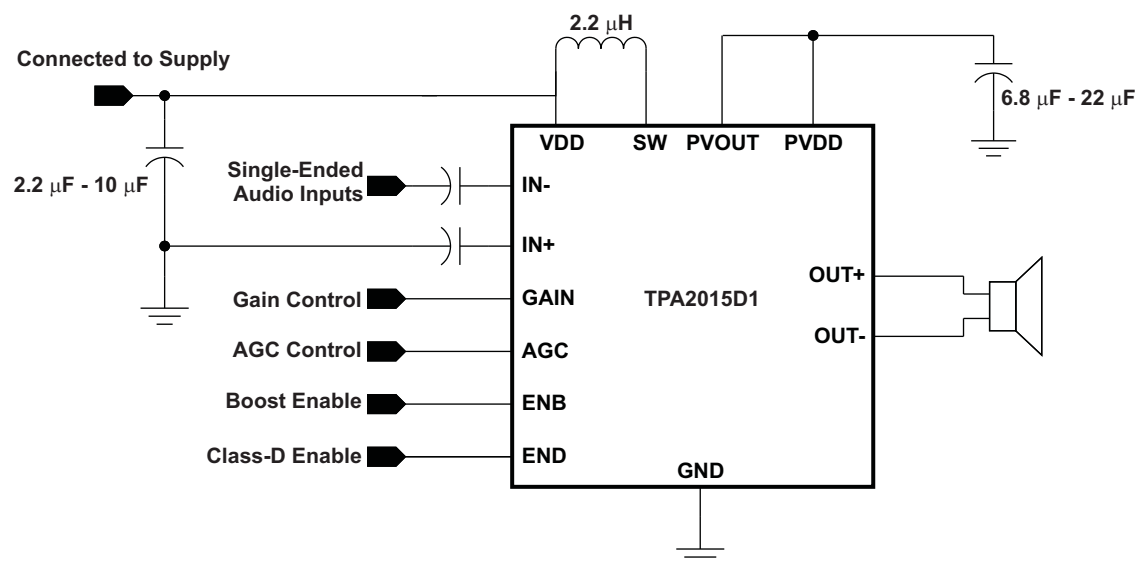 2.2 μH
Connected to Supply
6.8 μF - 22 μF
VDD
SW
PVOUT
PVDD
2.2 μF - 10 μF
Single-Ended
Audio Inputs
IN-
IN+
OUT+
Gain Control
GAIN
TPA2015D1
OUT-
AGC Control
AGC
Boost Enable
ENB
Class-D Enable
END
GND